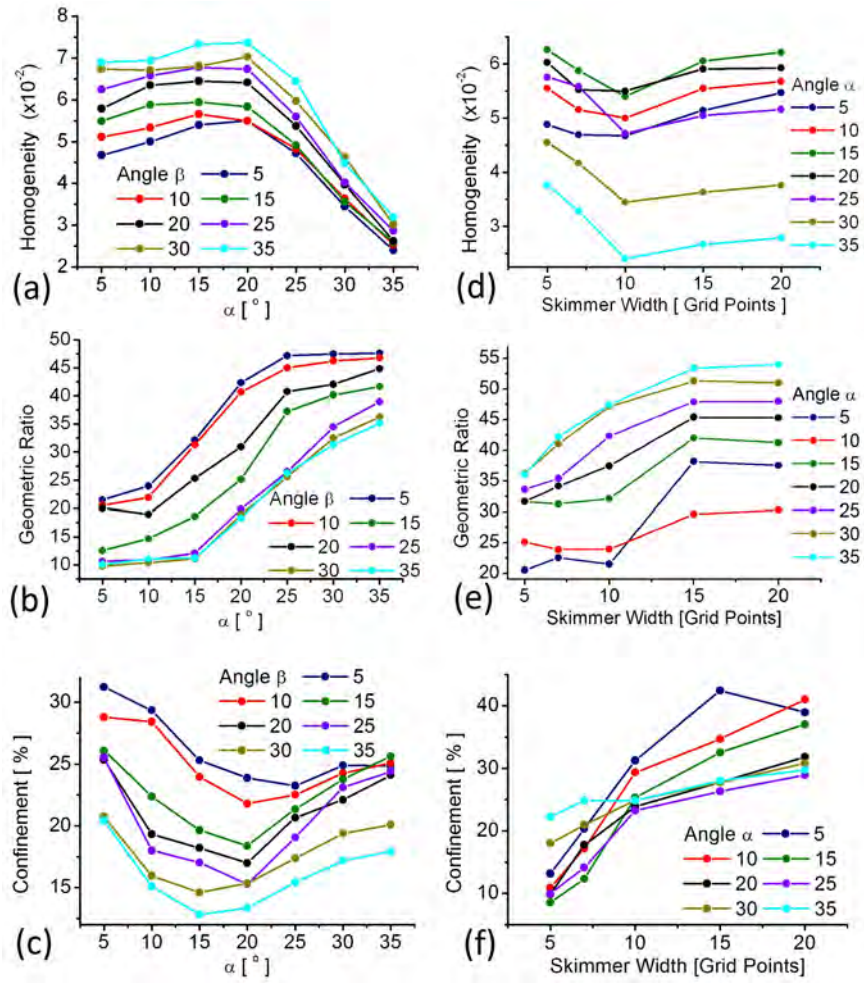 Homogeneity (x10⁻²)
8
7
6
5
4
3
2
Angle β
5
10
15
20
25
30
35
5 10 15 20 25 30 35
α [ ° ]
(a)
Homogeneity (x10⁻²)
6
5
4
3
Angle α
5
10
15
20
25
30
35
5 10 15 20
Skimmer Width [ Grid Points ]
(d)
Geometric Ratio
50
45
40
35
30
25
20
15
10
Angle β
5
10
15
20
25
30
35
5 10 15 20 25 30 35
α [ ° ]
(b)
Geometric Ratio
55
50
45
40
35
30
25
20
Angle α
5
10
15
20
25
30
35
5 10 15 20
Skimmer Width [Grid Points]
(e)
Confinement [ % ]
30
25
20
15
Angle β
5
10
15
20
25
30
35
5 10 15 20 25 30 35
α [ ° ]
(c)
Confinement [ % ]
40
30
20
10
Angle α
5
10
15
20
25
30
35
5 10 15 20
Skimmer Width [Grid Points]
(f)